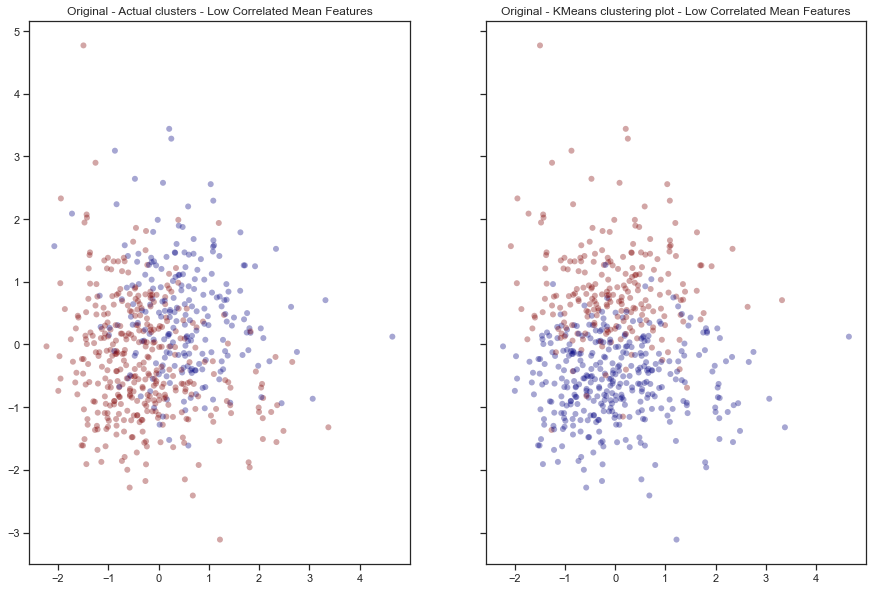 Original - Actual clusters - Low Correlated Mean Features
Original - KMeans clustering plot - Low Correlated Mean Features
5
4
3
2
1
0
−1
−2
−3
−2 −1 0 1 2 3 4
−2 −1 0 1 2 3 4